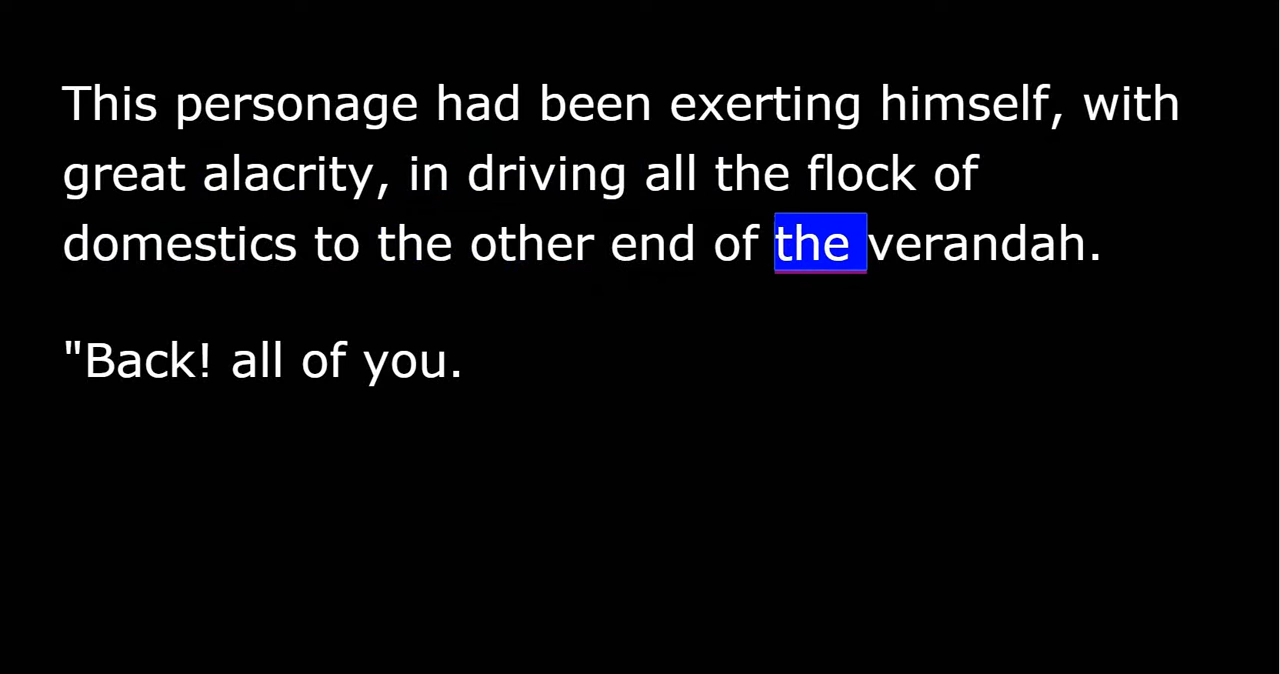 This personage had been exerting himself, with
great alacrity, in driving all the flock of
domestics to the other end of the verandah.
"Back! all of you.